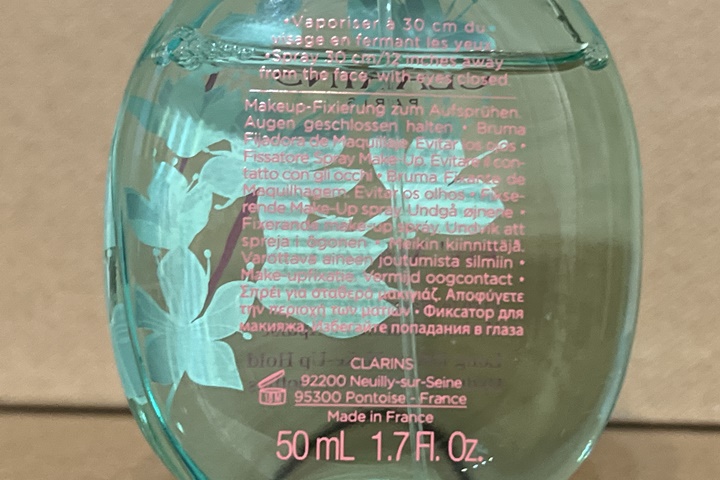 •Vaporiser à 30 cm du
visage en fermant les yeux.
•Spray 30 cm/12 inches away
from the face, with eyes closed.
Makeup-Fixierung zum Aufsprühen.
Augen geschlossen halten • Bruma
Fijadora de Maquillaje Evitar los ojos •
Fissatore Spray Make-Up. Evitare il con-
tatto con gli occhi • Bruma Fixante de
Maquilhagem. Evitar os olhos • Fikse-
rende Make-Up spray. Undgå øjnene •
Fixerande make-up spray. Undvik att
spreja i ögonen • Meikin kiinnittäjä.
Varottava aineen joutumista silmiin •
Make-upfixatie. Vermijd oogcontact •
Σπρέι για σταθερό μακιγιάζ. Αποφύγετε
την περιοχή των ματιών • Фиксатор для
макияжа. Избегайте попадания в глаза
CLARINS
92200 Neuilly-sur-Seine
18M 95300 Pontoise - France
Made in France
50 mL 1.7 Fl. Oz.